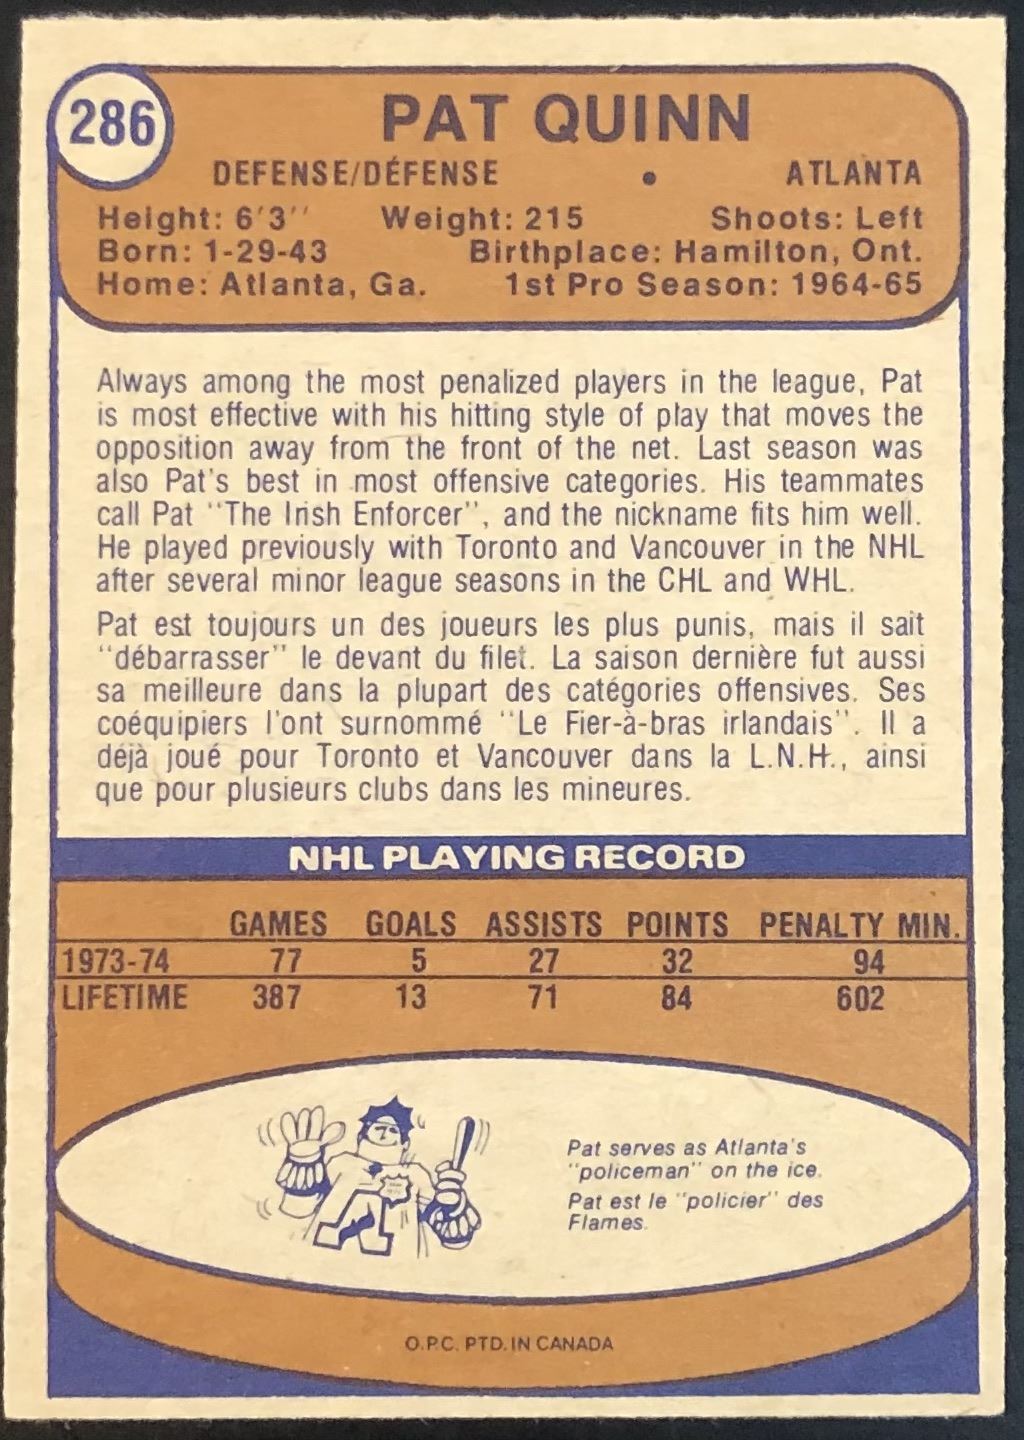 286
PAT QUINN
DEFENSE/DÉFENSE • ATLANTA
Height: 6'3'' Weight: 215 Shoots: Left
Born: 1-29-43 Birthplace: Hamilton, Ont.
Home: Atlanta, Ga. 1st Pro Season: 1964-65
Always among the most penalized players in the league, Pat
is most effective with his hitting style of play that moves the
opposition away from the front of the net. Last season was
also Pat's best in most offensive categories. His teammates
call Pat "The Irish Enforcer", and the nickname fits him well.
He played previously with Toronto and Vancouver in the NHL
after several minor league seasons in the CHL and WHL.
Pat est toujours un des joueurs les plus punis, mais il sait
"débarrasser" le devant du filet. La saison dernière fut aussi
sa meilleure dans la plupart des catégories offensives. Ses
coéquipiers l'ont surnommé "Le Fier-à-bras irlandais". Il a
déjà joué pour Toronto et Vancouver dans la L.N.H., ainsi
que pour plusieurs clubs dans les mineures.
NHL PLAYING RECORD
GAMES GOALS ASSISTS POINTS PENALTY MIN.
1973-74 77 5 27 32 94
LIFETIME 387 13 71 84 602
Pat serves as Atlanta's
"policeman" on the ice.
Pat est le "policier" des
Flames.
O.P.C. PTD. IN CANADA